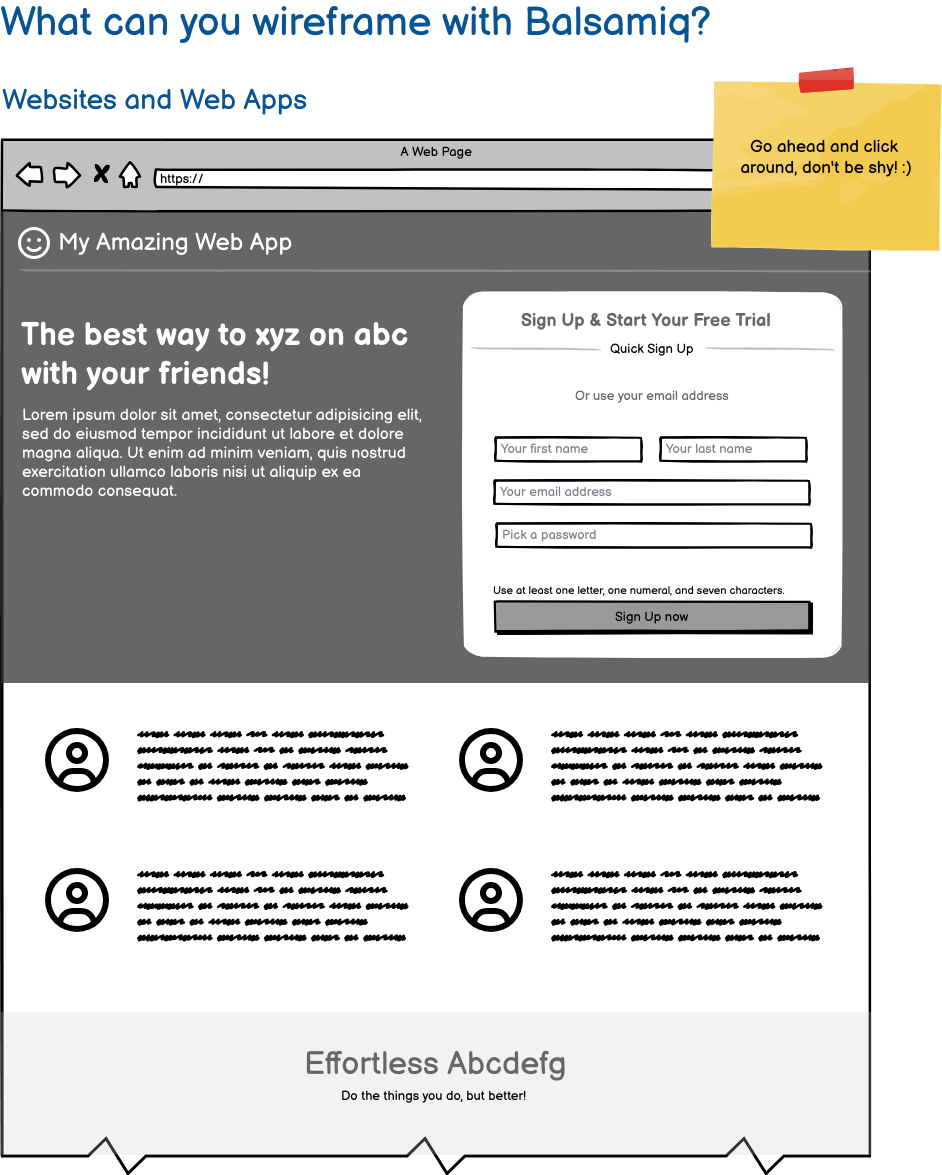 What can you wireframe with Balsamiq?
Websites and Web Apps
Go ahead and click
around, don't be shy! :)
A Web Page
https://
My Amazing Web App
The best way to xyz on abc
with your friends!
Lorem ipsum dolor sit amet, consectetur adipisicing elit,
sed do eiusmod tempor incididunt ut labore et dolore
magna aliqua. Ut enim ad minim veniam, quis nostrud
exercitation ullamco laboris nisi ut aliquip ex ea
commodo consequat.
Sign Up & Start Your Free Trial
Quick Sign Up
Or use your email address
Your first name
Your last name
Your email address
Pick a password
Use at least one letter, one numeral, and seven characters.
Sign Up now
Effortless Abcdefg
Do the things you do, but better!